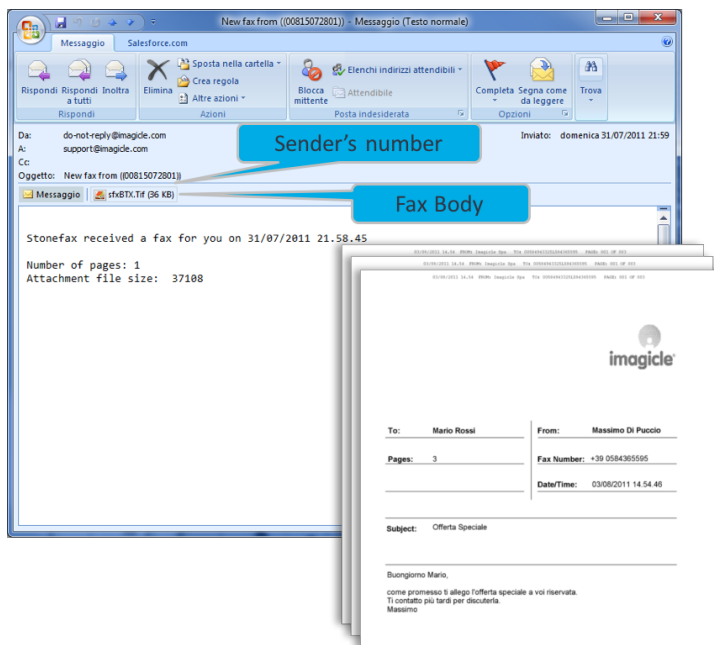 New fax from ((00815072801)) - Messaggio (Testo normale)
Messaggio
Salesforce.com
Rispondi
Rispondi a tutti
Inoltra
Rispondi
Elimina
Sposta nella cartella
Crea regola
Altre azioni
Azioni
Blocca mittente
Elenchi indirizzi attendibili
Attendibile
Posta indesiderata
Completa
Segna come da leggere
Opzioni
Trova
Da: do-not-reply@imagicle.com
Inviato: domenica 31/07/2011 21:59
A: support@imagicle.com
Cc:
Oggetto: New fax from ((00815072801))
Messaggio
sfxBTX.Tif (36 KB)
Sender's number
Fax Body
Stonefax received a fax for you on 31/07/2011 21.58.45
Number of pages: 1
Attachment file size: 37108
imagicle
To: Mario Rossi
From: Massimo Di Puccio
Pages: 3
Fax Number: +39 0584365595
Date/Time: 03/08/2011 14.54.46
Subject: Offerta Speciale
Buongiorno Mario,
come promesso ti allego l'offerta speciale a voi riservata.
Ti contatto più tardi per discuterla.
Massimo